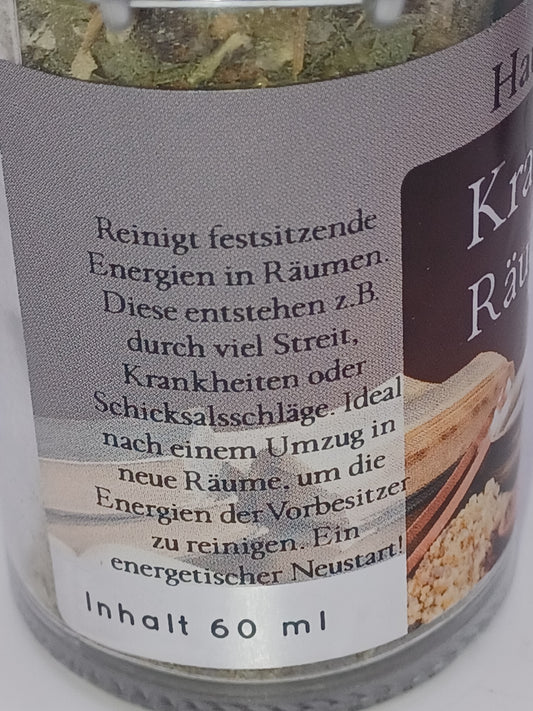 Reinigt festsitzende
Energien in Räumen.
Diese entstehen z.B.
durch viel Streit,
Krankheiten oder
Schicksalsschläge. Ideal
nach einem Umzug in
neue Räume, um die
Energien der Vorbesitzer
zu reinigen. Ein
energetischer Neustart!
Inhalt 60 ml